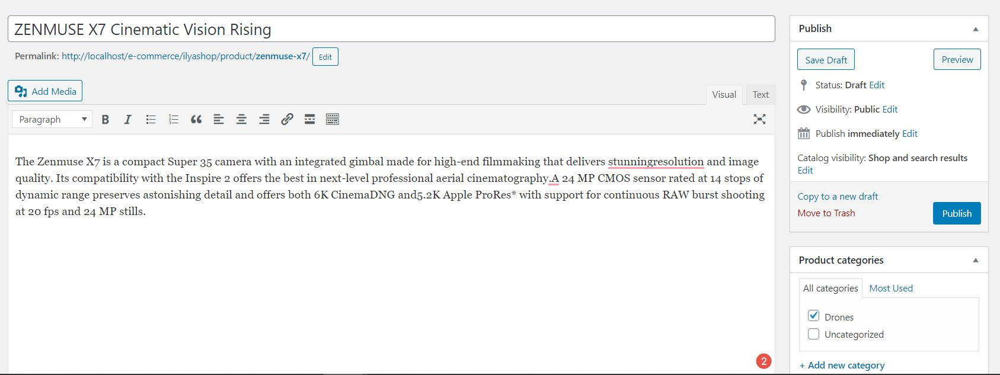 ZENMUSE X7 Cinematic Vision Rising
Permalink: http://localhost/e-commerce/ilyashop/product/zenmuse-x7/ Edit
Add Media
Visual Text
Paragraph
The Zenmuse X7 is a compact Super 35 camera with an integrated gimbal made for high-end filmmaking that delivers stunningresolution and image
quality. Its compatibility with the Inspire 2 offers the best in next-level professional aerial cinematography.A 24 MP CMOS sensor rated at 14 stops of
dynamic range preserves astonishing detail and offers both 6K CinemaDNG and5.2K Apple ProRes* with support for continuous RAW burst shooting
at 20 fps and 24 MP stills.
2
Publish
Save Draft Preview
Status: Draft Edit
Visibility: Public Edit
Publish immediately Edit
Catalog visibility: Shop and search results
Edit
Copy to a new draft
Move to Trash
Publish
Product categories
All categories Most Used
Drones
Uncategorized
+ Add new category